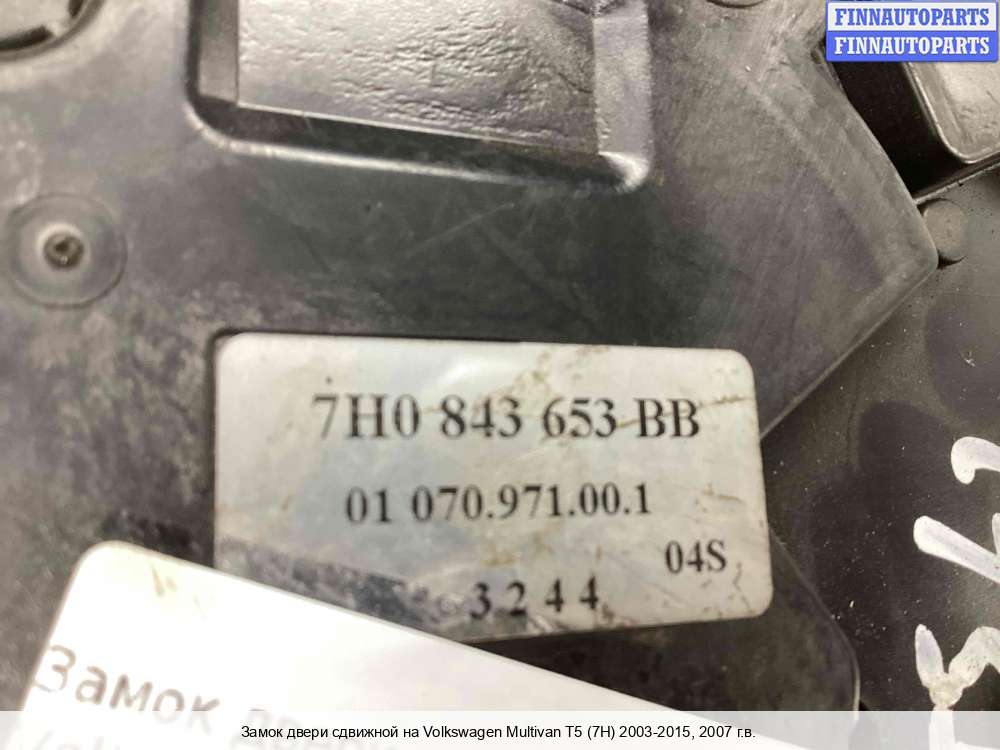 FINNAUTOPARTS
FINNAUTOPARTS
7H0 843 653 BB
01 070.971.00.1
04S
3244
Замок
Замок двери сдвижной на Volkswagen Multivan T5 (7H) 2003-2015, 2007 г.в.